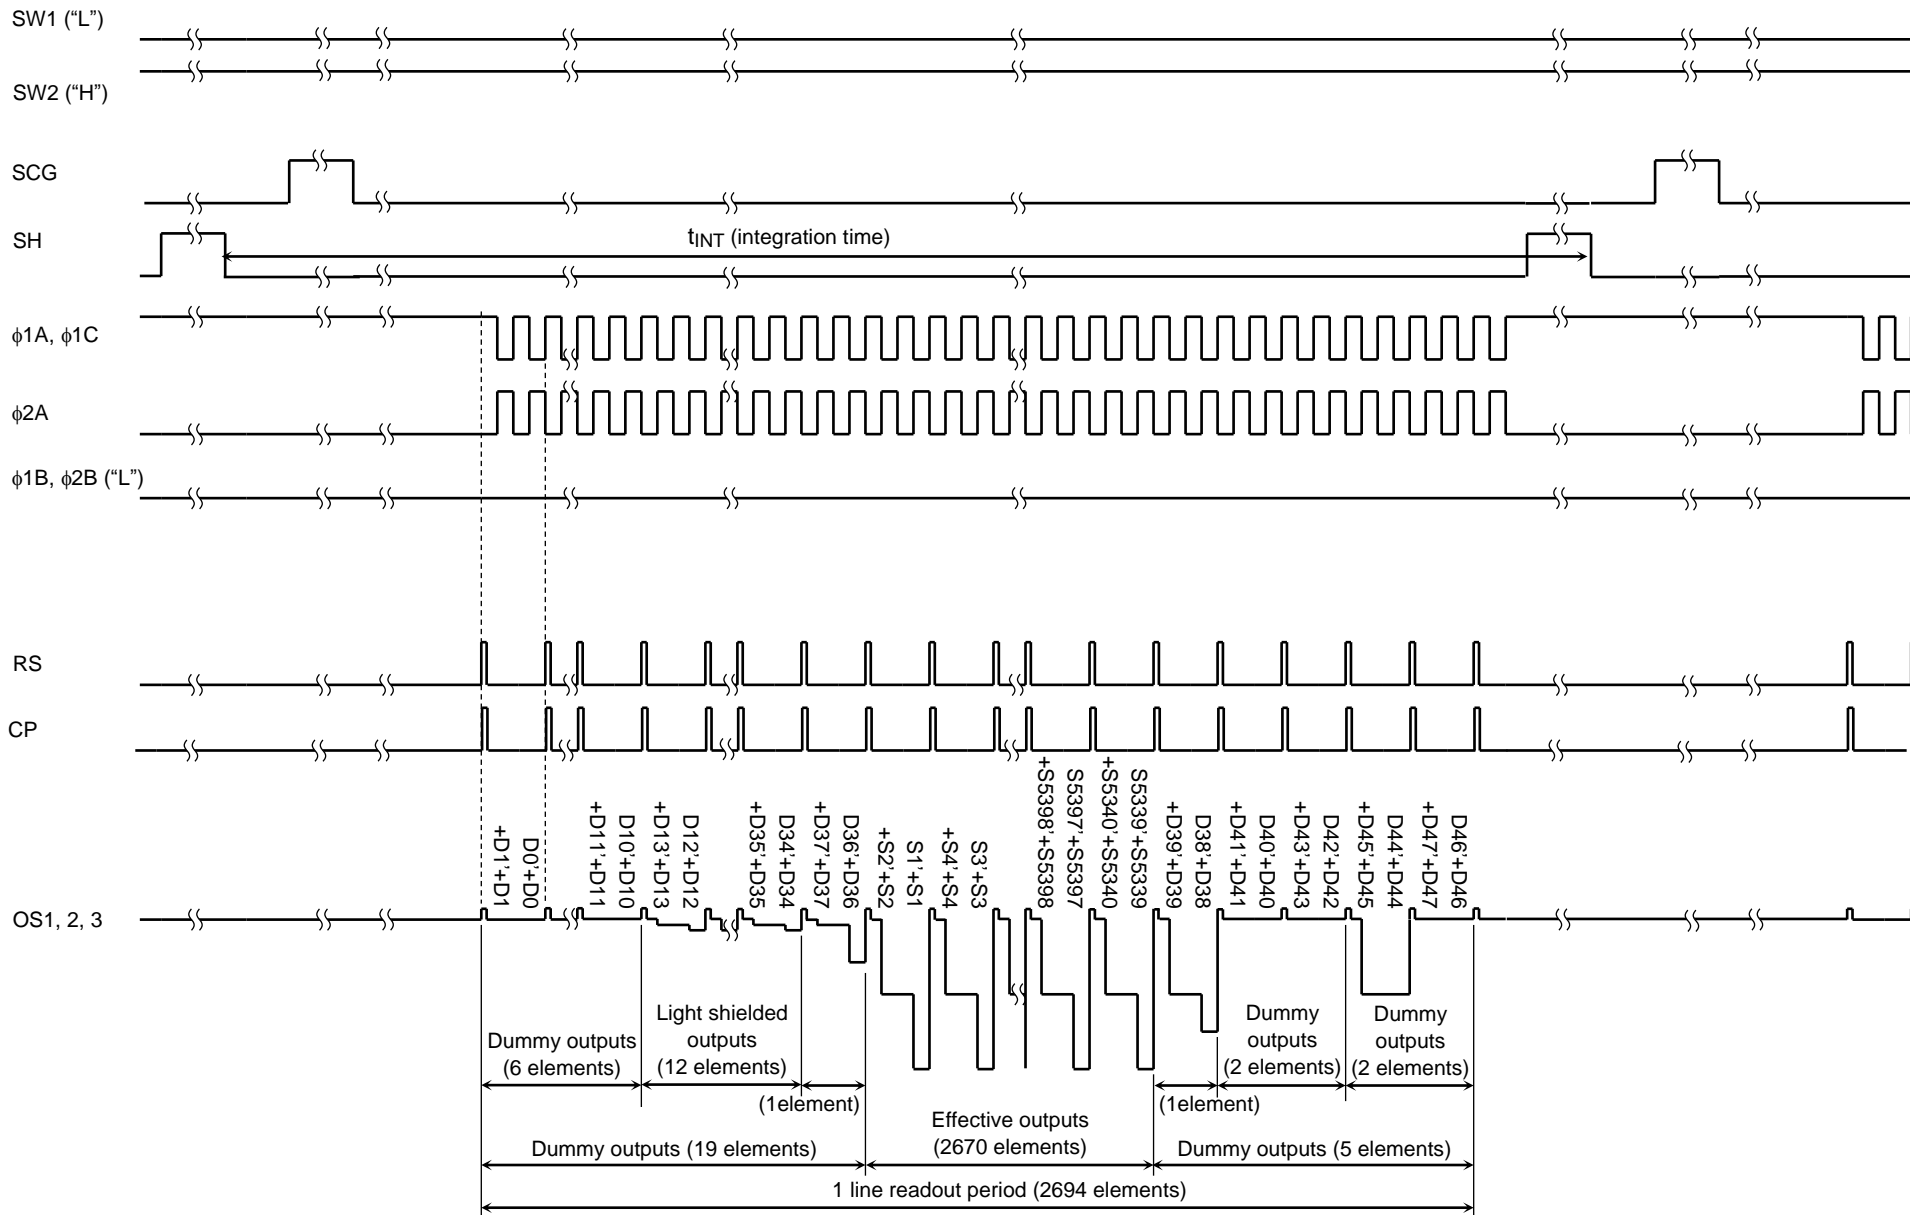 SW1 (“L”)
SW2 (“H”)
SCG
SH
tINT (integration time)
ϕ1A, ϕ1C
ϕ2A
ϕ1B, ϕ2B (“L”)
RS
CP
OS1, 2, 3
+D1’+D1
D0’+D0
+D11’+D11
D10’+D10
+D13’+D13
D12’+D12
+D35’+D35
D34’+D34
+D37’+D37
D36’+D36
+S2’+S2
S1’+S1
+S4’+S4
S3’+S3
+S5398’+S5398
S5397’+S5397
+S5340’+S5340
S5339’+S5339
+D39’+D39
D38’+D38
+D41’+D41
D40’+D40
+D43’+D43
D42’+D42
+D45’+D45
D44’+D44
+D47’+D47
D46’+D46
Dummy outputs
(6 elements)
Light shielded
outputs
(12 elements)
(1element)
Effective outputs
(2670 elements)
(1element)
Dummy
outputs
(2 elements)
Dummy
outputs
(2 elements)
Dummy outputs (19 elements)
Dummy outputs (5 elements)
1 line readout period (2694 elements)